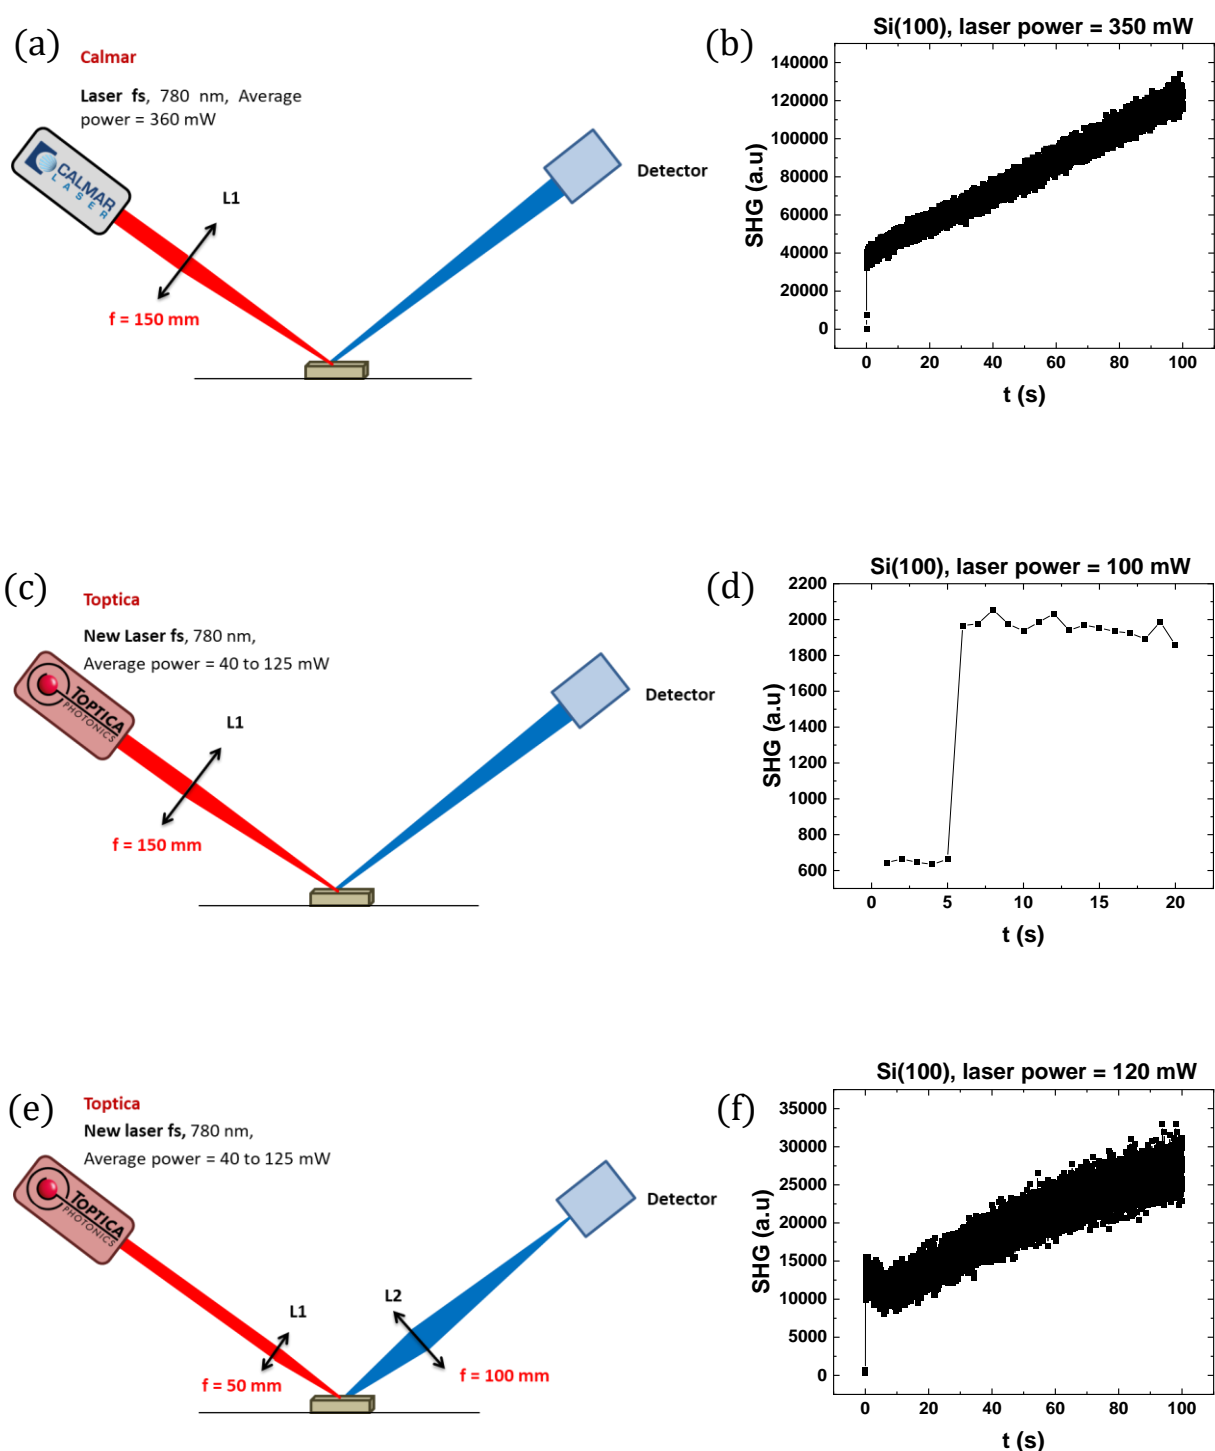 (a)
Calmar
Laser fs, 780 nm, Average
power = 360 mW
CALMAR
LASER
L1
f = 150 mm
Detector
(b)
Si(100), laser power = 350 mW
140000
120000
100000
80000
60000
40000
20000
0
SHG (a.u)
0 20 40 60 80 100
t (s)
(c)
Toptica
New Laser fs, 780 nm,
Average power = 40 to 125 mW
TOPTICA
PHOTONICS
L1
f = 150 mm
Detector
(d)
Si(100), laser power = 100 mW
2200
2000
1800
1600
1400
1200
1000
800
600
SHG (a.u)
0 5 10 15 20
t (s)
(e)
Toptica
New laser fs, 780 nm,
Average power = 40 to 125 mW
TOPTICA
PHOTONICS
L1
f = 50 mm
L2
f = 100 mm
Detector
(f)
Si(100), laser power = 120 mW
35000
30000
25000
20000
15000
10000
5000
0
SHG (a.u)
0 20 40 60 80 100
t (s)